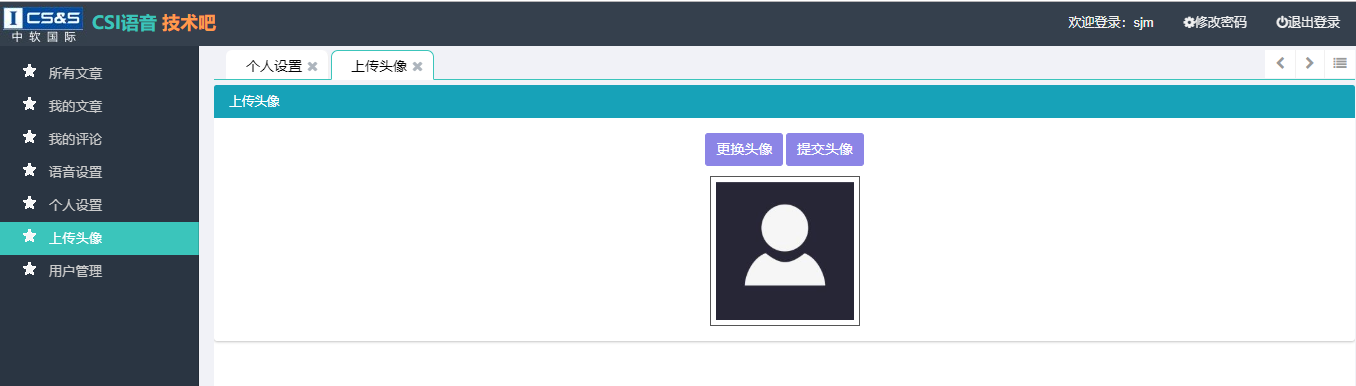 CS&S
中软国际
CSI语音 技术吧
欢迎登录：sjm
修改密码
退出登录
所有文章
我的文章
我的评论
语音设置
个人设置
上传头像
用户管理
个人设置
上传头像
上传头像
更换头像
提交头像